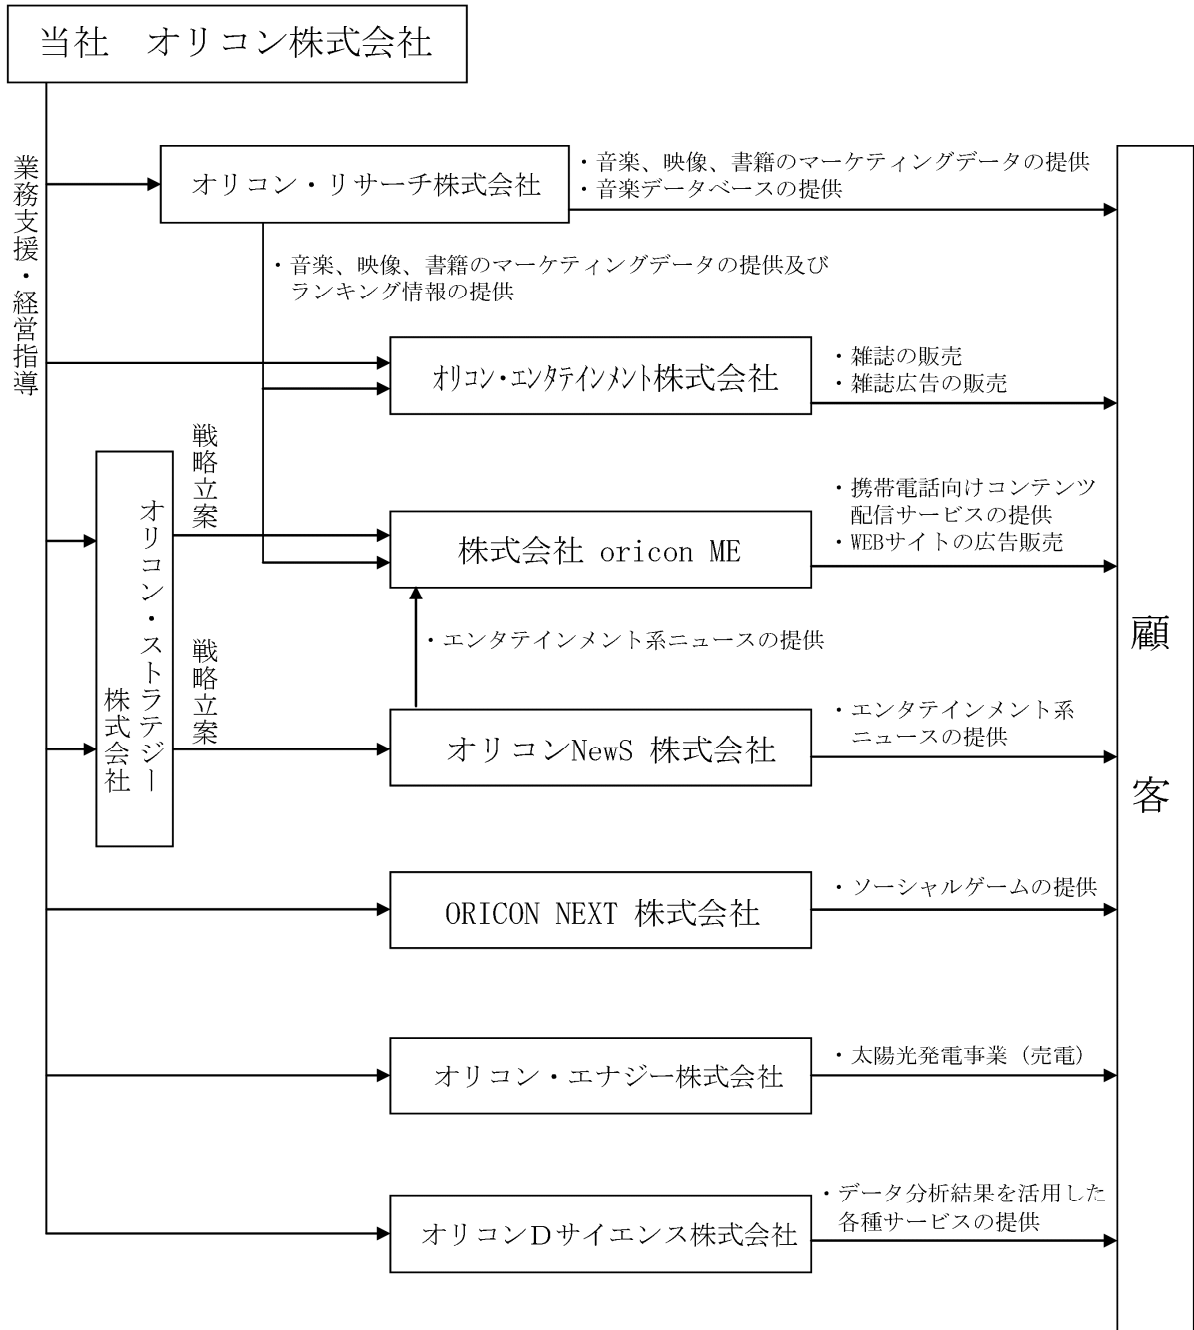 当社　オリコン株式会社
業務支援・経営指導
オリコン・リサーチ株式会社
・音楽、映像、書籍のマーケティングデータの提供
・音楽データベースの提供
・音楽、映像、書籍のマーケティングデータの提供及び
ランキング情報の提供
オリコン・エンタテインメント株式会社
・雑誌の販売
・雑誌広告の販売
オリコン・ストラテジー
株式会社
戦略立案
株式会社 oricon ME
・携帯電話向けコンテンツ
配信サービスの提供
・WEBサイトの広告販売
・エンタテインメント系ニュースの提供
戦略立案
オリコンNewS 株式会社
・エンタテインメント系
ニュースの提供
ORICON NEXT 株式会社
・ソーシャルゲームの提供
オリコン・エナジー株式会社
・太陽光発電事業（売電）
オリコンＤサイエンス株式会社
・データ分析結果を活用した
各種サービスの提供
顧客